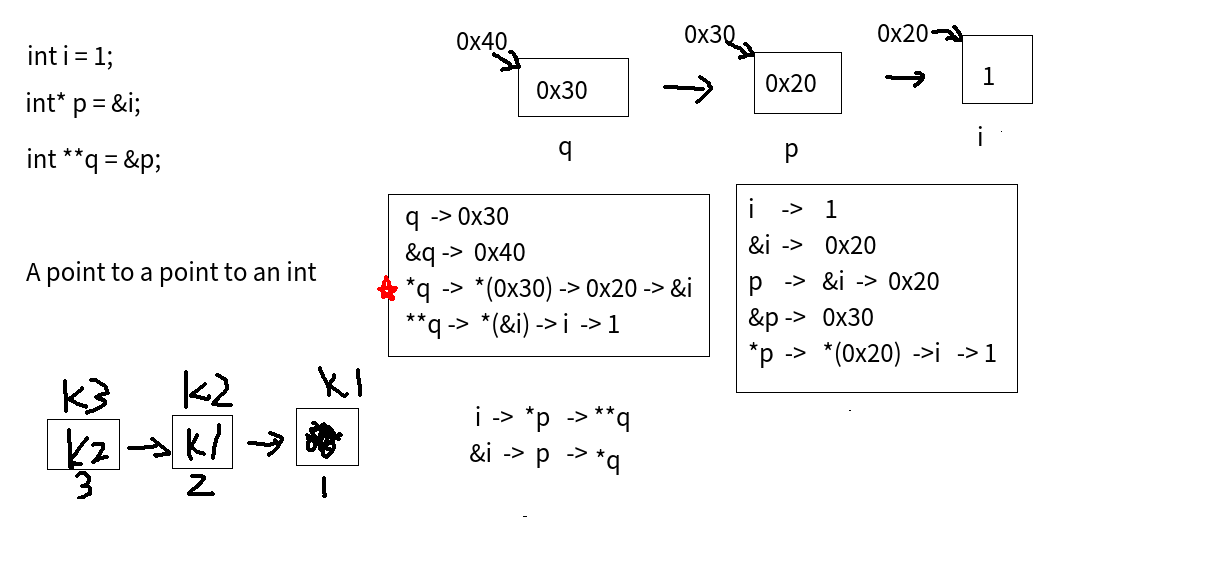 int i = 1;
int* p = &i;
int **q = &p;
0x40
0x30
0x20
0x30
0x20
1
q
p
i
q -> 0x30
&q -> 0x40
*q -> *(0x30) -> 0x20 -> &i
**q -> *(&i) -> i -> 1
i -> 1
&i -> 0x20
p -> &i -> 0x20
&p -> 0x30
*p -> *(0x20) ->i -> 1
A point to a point to an int
K3 K2 K1
K2 K1
3 2 1
i -> *p -> **q
&i -> p -> *q